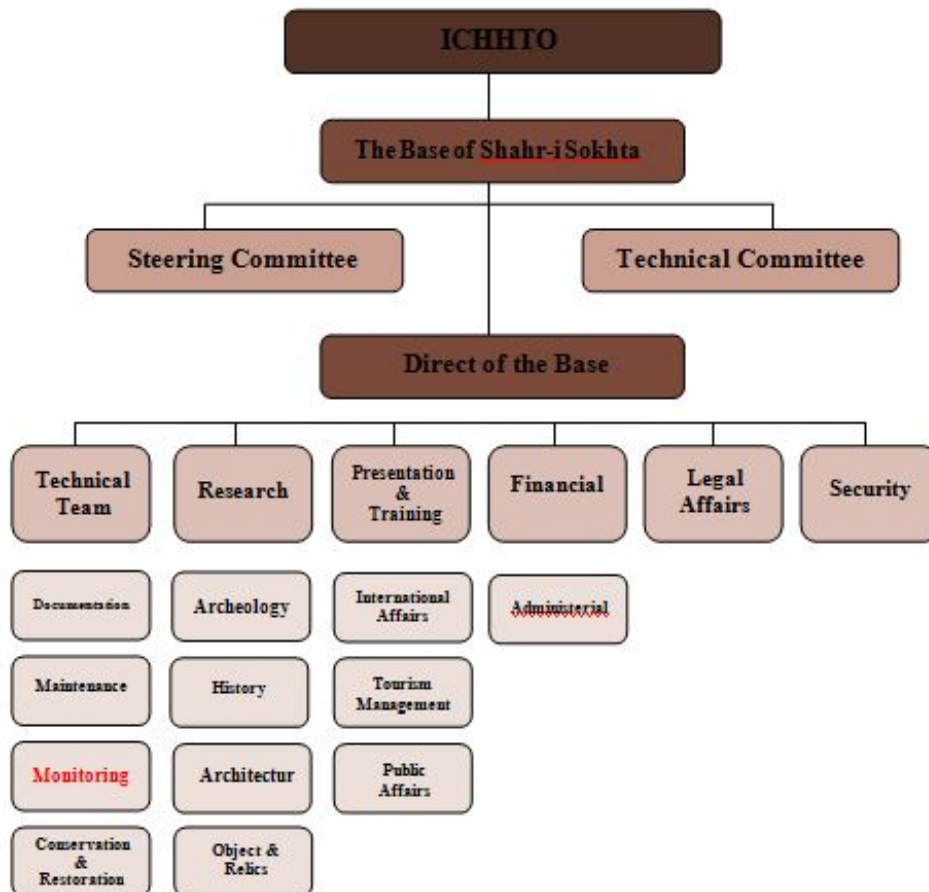 ICHHTO
The Base of Shahr-i Sokhta
Steering Committee
Technical Committee
Direct of the Base
Technical
Team
Research
Presentation
&
Training
Financial
Legal
Affairs
Security
Documentation
Archeology
International
Affairs
Administerial
Maintenance
History
Tourism
Management
Monitoring
Architectur
Public
Affairs
Conservation
&
Restoration
Object &
Relics